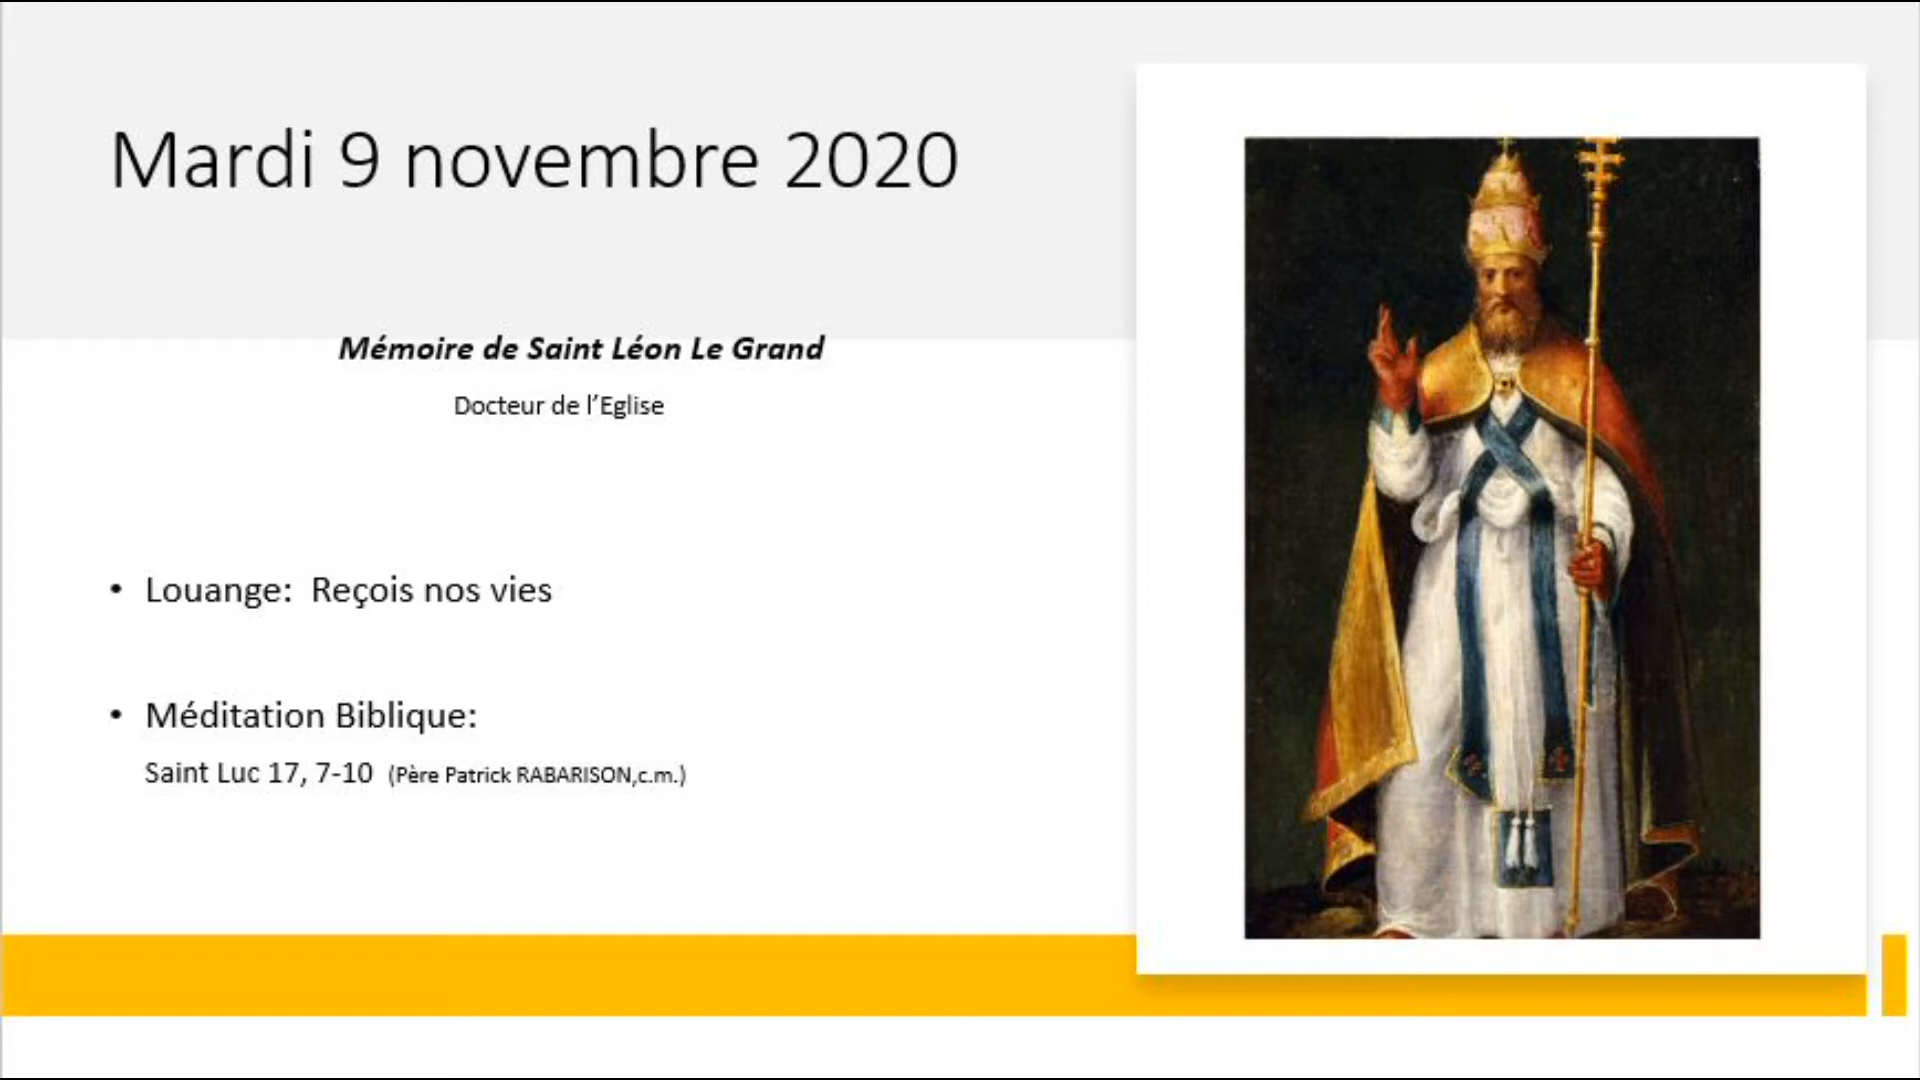 Mardi 9 novembre 2020
Mémoire de Saint Léon Le Grand
Docteur de l’Eglise
• Louange: Reçois nos vies
• Méditation Biblique:
Saint Luc 17, 7-10 (Père Patrick RABARISON,c.m.)